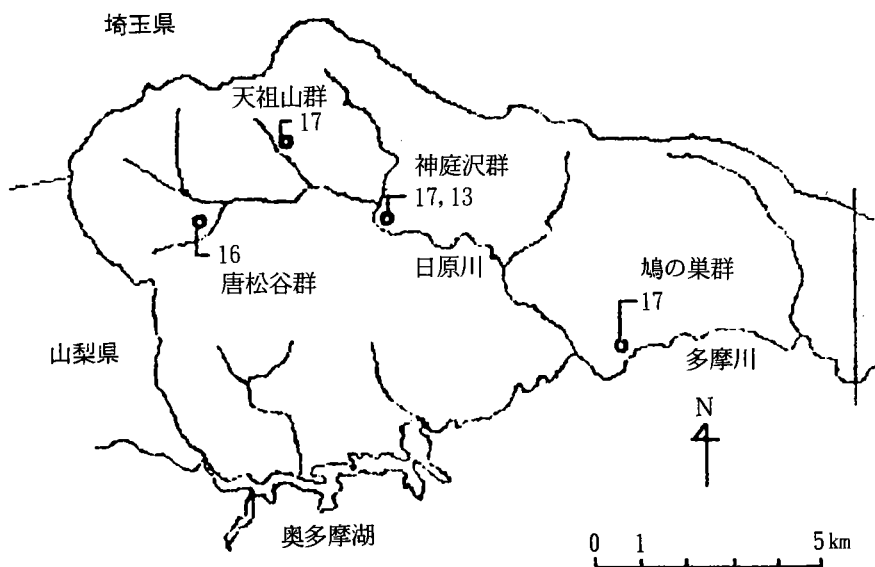 埼玉県
天祖山群
17
神庭沢群
17, 13
16
唐松谷群
日原川
鳩の巣群
17
山梨県
多摩川
N
奥多摩湖
0 1 5km